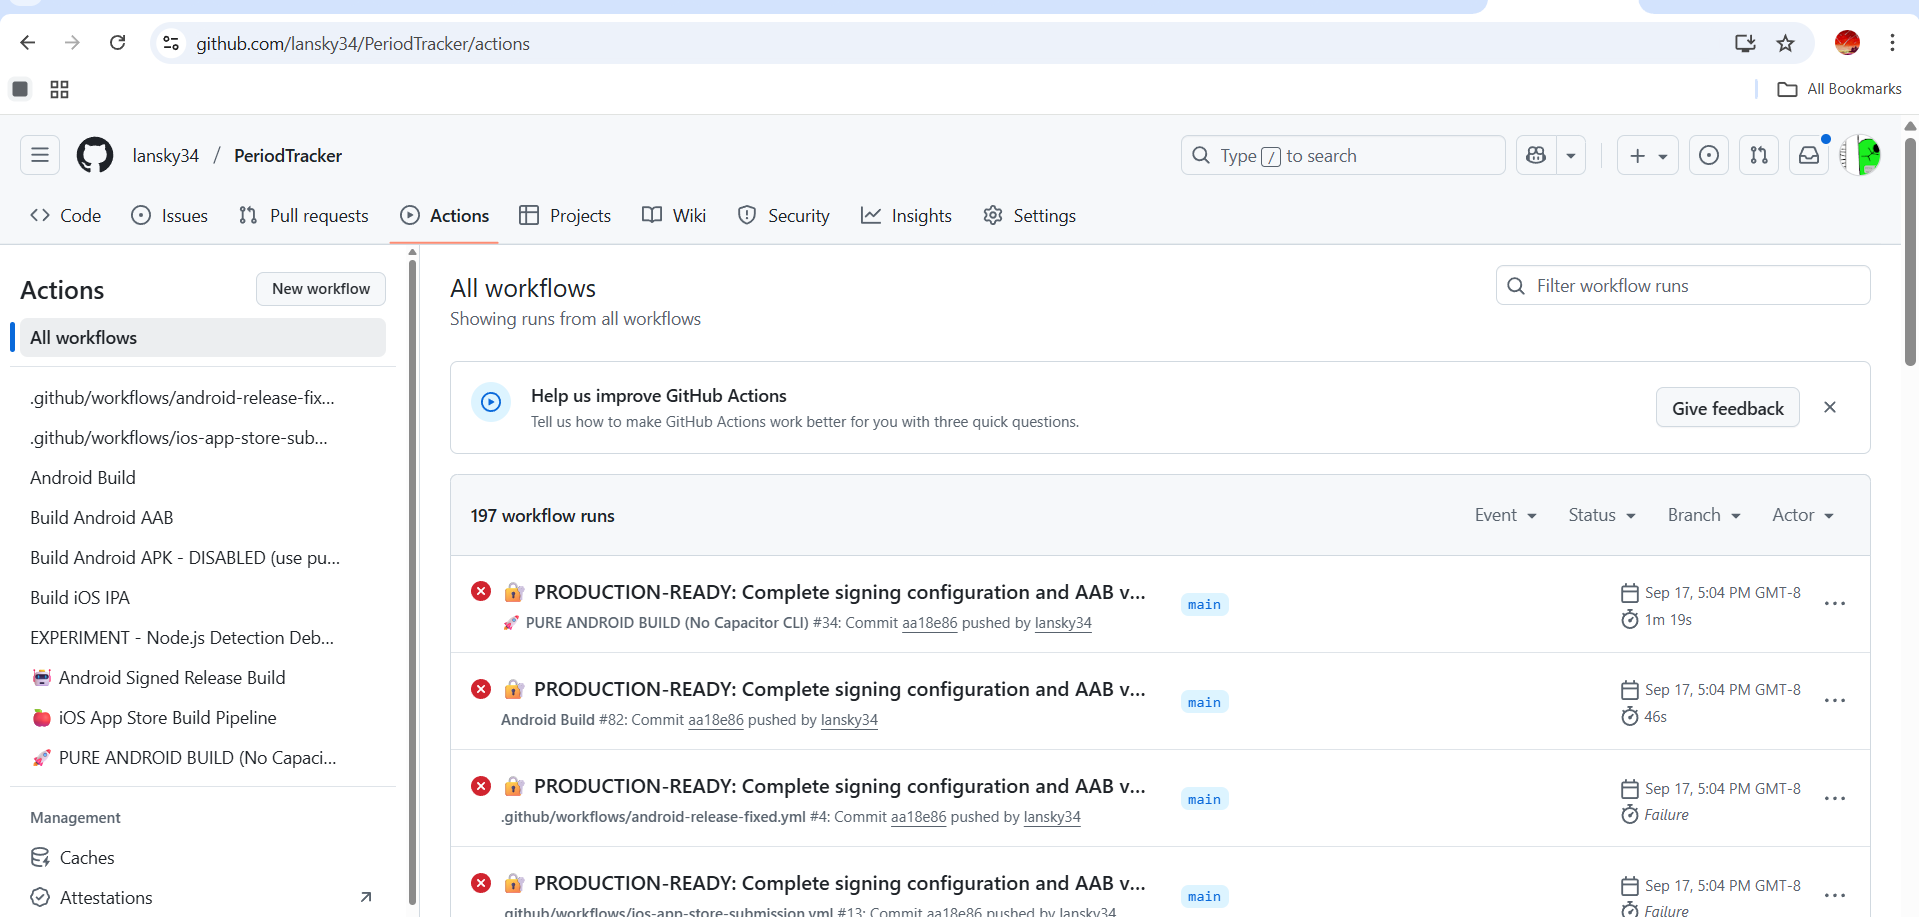 github.com/lansky34/PeriodTracker/actions
All Bookmarks
lansky34 / PeriodTracker
Type / to search
Code
Issues
Pull requests
Actions
Projects
Wiki
Security
Insights
Settings
Actions
New workflow
All workflows
.github/workflows/android-release-fix...
.github/workflows/ios-app-store-sub...
Android Build
Build Android AAB
Build Android APK - DISABLED (use pu...
Build iOS IPA
EXPERIMENT - Node.js Detection Deb...
🤖 Android Signed Release Build
🍎 iOS App Store Build Pipeline
🚀 PURE ANDROID BUILD (No Capaci...
Management
Caches
Attestations
All workflows
Showing runs from all workflows
Filter workflow runs
Help us improve GitHub Actions
Tell us how to make GitHub Actions work better for you with three quick questions.
Give feedback
197 workflow runs
Event
Status
Branch
Actor
🔐 PRODUCTION-READY: Complete signing configuration and AAB v...
🚀 PURE ANDROID BUILD (No Capacitor CLI) #34: Commit aa18e86 pushed by lansky34
main
Sep 17, 5:04 PM GMT-8
1m 19s
🔐 PRODUCTION-READY: Complete signing configuration and AAB v...
Android Build #82: Commit aa18e86 pushed by lansky34
main
Sep 17, 5:04 PM GMT-8
46s
🔐 PRODUCTION-READY: Complete signing configuration and AAB v...
.github/workflows/android-release-fixed.yml #4: Commit aa18e86 pushed by lansky34
main
Sep 17, 5:04 PM GMT-8
Failure
🔐 PRODUCTION-READY: Complete signing configuration and AAB v...
.github/workflows/ios-app-store-submission.yml #13: Commit aa18e86 pushed by lansky34
main
Sep 17, 5:04 PM GMT-8
Failure